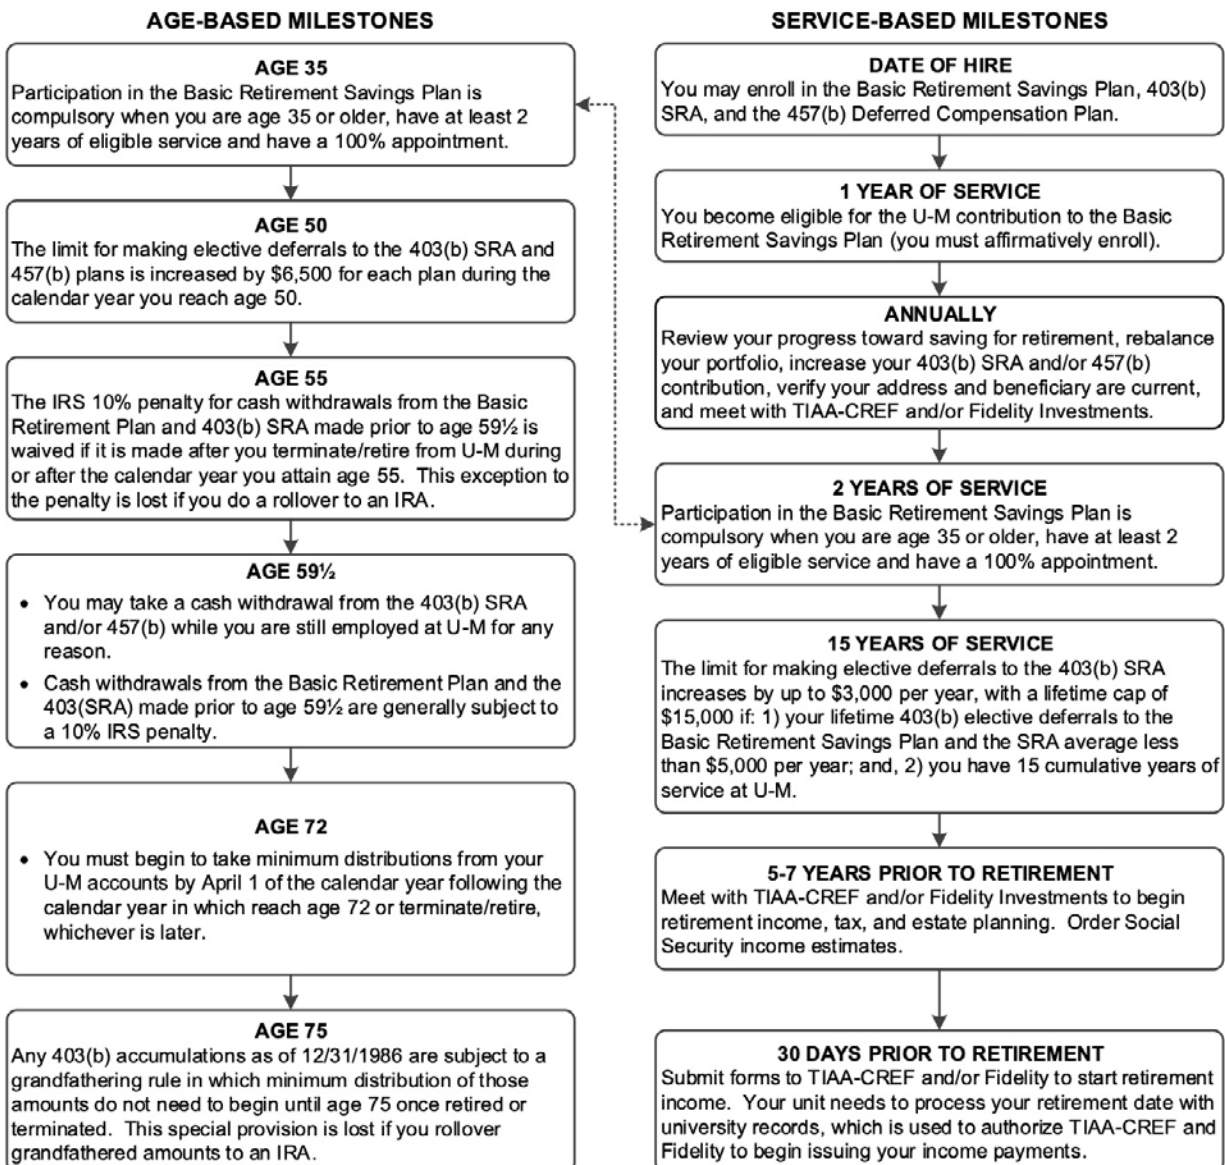 AGE-BASED MILESTONES
AGE 35
Participation in the Basic Retirement Savings Plan is
compulsory when you are age 35 or older, have at least 2
years of eligible service and have a 100% appointment.
AGE 50
The limit for making elective deferrals to the 403(b) SRA and
457(b) plans is increased by $6,500 for each plan during the
calendar year you reach age 50.
AGE 55
The IRS 10% penalty for cash withdrawals from the Basic
Retirement Plan and 403(b) SRA made prior to age 59½ is
waived if it is made after you terminate/retire from U-M during
or after the calendar year you attain age 55.  This exception to
the penalty is lost if you do a rollover to an IRA.
AGE 59½
• You may take a cash withdrawal from the 403(b) SRA
and/or 457(b) while you are still employed at U-M for any
reason.
• Cash withdrawals from the Basic Retirement Plan and the
403(SRA) made prior to age 59½ are generally subject to
a 10% IRS penalty.
AGE 72
• You must begin to take minimum distributions from your
U-M accounts by April 1 of the calendar year following the
calendar year in which reach age 72 or terminate/retire,
whichever is later.
AGE 75
Any 403(b) accumulations as of 12/31/1986 are subject to a
grandfathering rule in which minimum distribution of those
amounts do not need to begin until age 75 once retired or
terminated.  This special provision is lost if you rollover
grandfathered amounts to an IRA.
SERVICE-BASED MILESTONES
DATE OF HIRE
You may enroll in the Basic Retirement Savings Plan, 403(b)
SRA, and the 457(b) Deferred Compensation Plan.
1 YEAR OF SERVICE
You become eligible for the U-M contribution to the Basic
Retirement Savings Plan (you must affirmatively enroll).
ANNUALLY
Review your progress toward saving for retirement, rebalance
your portfolio, increase your 403(b) SRA and/or 457(b)
contribution, verify your address and beneficiary are current,
and meet with TIAA-CREF and/or Fidelity Investments.
2 YEARS OF SERVICE
Participation in the Basic Retirement Savings Plan is
compulsory when you are age 35 or older, have at least 2
years of eligible service and have a 100% appointment.
15 YEARS OF SERVICE
The limit for making elective deferrals to the 403(b) SRA
increases by up to $3,000 per year, with a lifetime cap of
$15,000 if: 1) your lifetime 403(b) elective deferrals to the
Basic Retirement Savings Plan and the SRA average less
than $5,000 per year; and, 2) you have 15 cumulative years of
service at U-M.
5-7 YEARS PRIOR TO RETIREMENT
Meet with TIAA-CREF and/or Fidelity Investments to begin
retirement income, tax, and estate planning.  Order Social
Security income estimates.
30 DAYS PRIOR TO RETIREMENT
Submit forms to TIAA-CREF and/or Fidelity to start retirement
income.  Your unit needs to process your retirement date with
university records, which is used to authorize TIAA-CREF and
Fidelity to begin issuing your income payments.